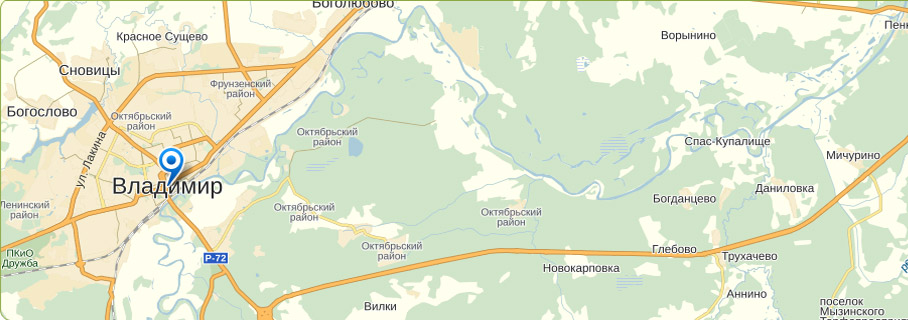 Боголюбово
Красное Сущево
Ворынино
Сновицы
Фрунзенский
район
Богослово
Октябрьский
район
Октябрьский
район
ул. Лакина
Спас-Купалище
Мичурино
Владимир
Даниловка
Богданцево
Ленинский
район
Октябрьский
район
Октябрьский
район
Октябрьский
район
ПКиО
Дружба
Р-72
Глебово
Трухачево
Новокарповка
Аннино
Вилки
поселок
Мызинского